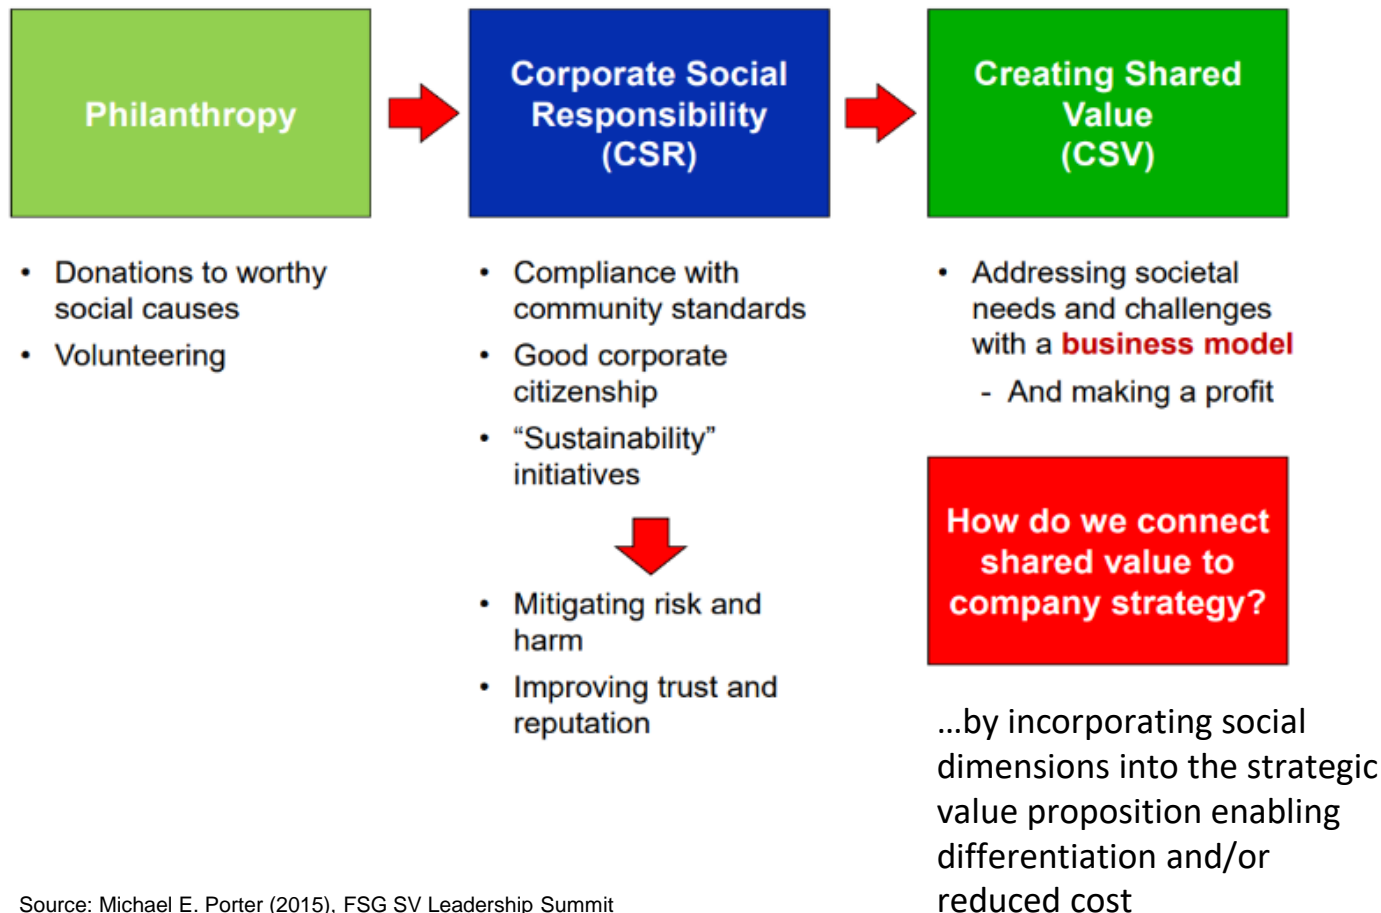 Philanthropy
• Donations to worthy
social causes
• Volunteering
Corporate Social
Responsibility
(CSR)
• Compliance with
community standards
• Good corporate
citizenship
• “Sustainability”
initiatives
• Mitigating risk and
harm
• Improving trust and
reputation
Creating Shared
Value
(CSV)
• Addressing societal
needs and challenges
with a business model
- And making a profit
How do we connect
shared value to
company strategy?
…by incorporating social
dimensions into the strategic
value proposition enabling
differentiation and/or
reduced cost
Source: Michael E. Porter (2015), FSG SV Leadership Summit